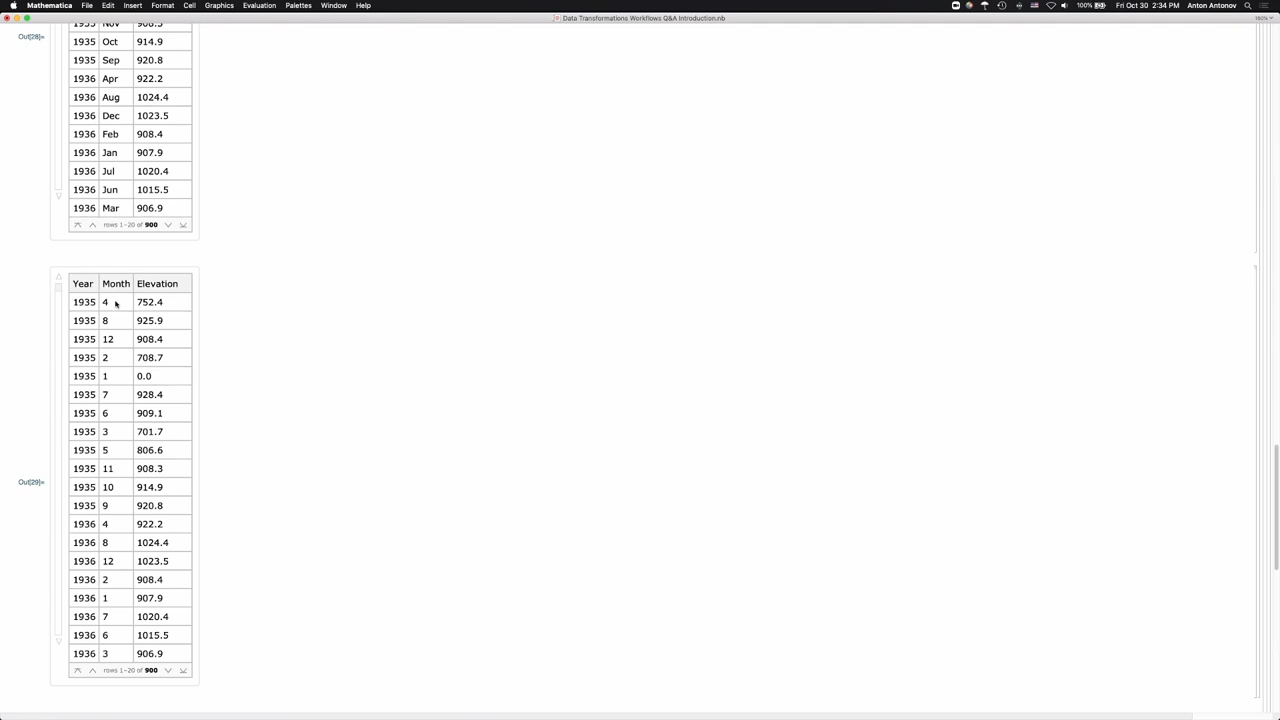 Mathematica File Edit Insert Format Cell Graphics Evaluation Palettes Window Help 100% Fri Oct 30 2:34 PM Anton Antonov
Data Transformations Workflows Q&A Introduction.nb
Out[28]=
1935 Nov 908.3
1935 Oct 914.9
1935 Sep 920.8
1936 Apr 922.2
1936 Aug 1024.4
1936 Dec 1023.5
1936 Feb 908.4
1936 Jan 907.9
1936 Jul 1020.4
1936 Jun 1015.5
1936 Mar 906.9
rows 1–20 of 900
Year Month Elevation
1935 4 752.4
1935 8 925.9
1935 12 908.4
1935 2 708.7
1935 1 0.0
1935 7 928.4
1935 6 909.1
1935 3 701.7
1935 5 806.6
1935 11 908.3
Out[29]=
1935 10 914.9
1935 9 920.8
1936 4 922.2
1936 8 1024.4
1936 12 1023.5
1936 2 908.4
1936 1 907.9
1936 7 1020.4
1936 6 1015.5
1936 3 906.9
rows 1–20 of 900